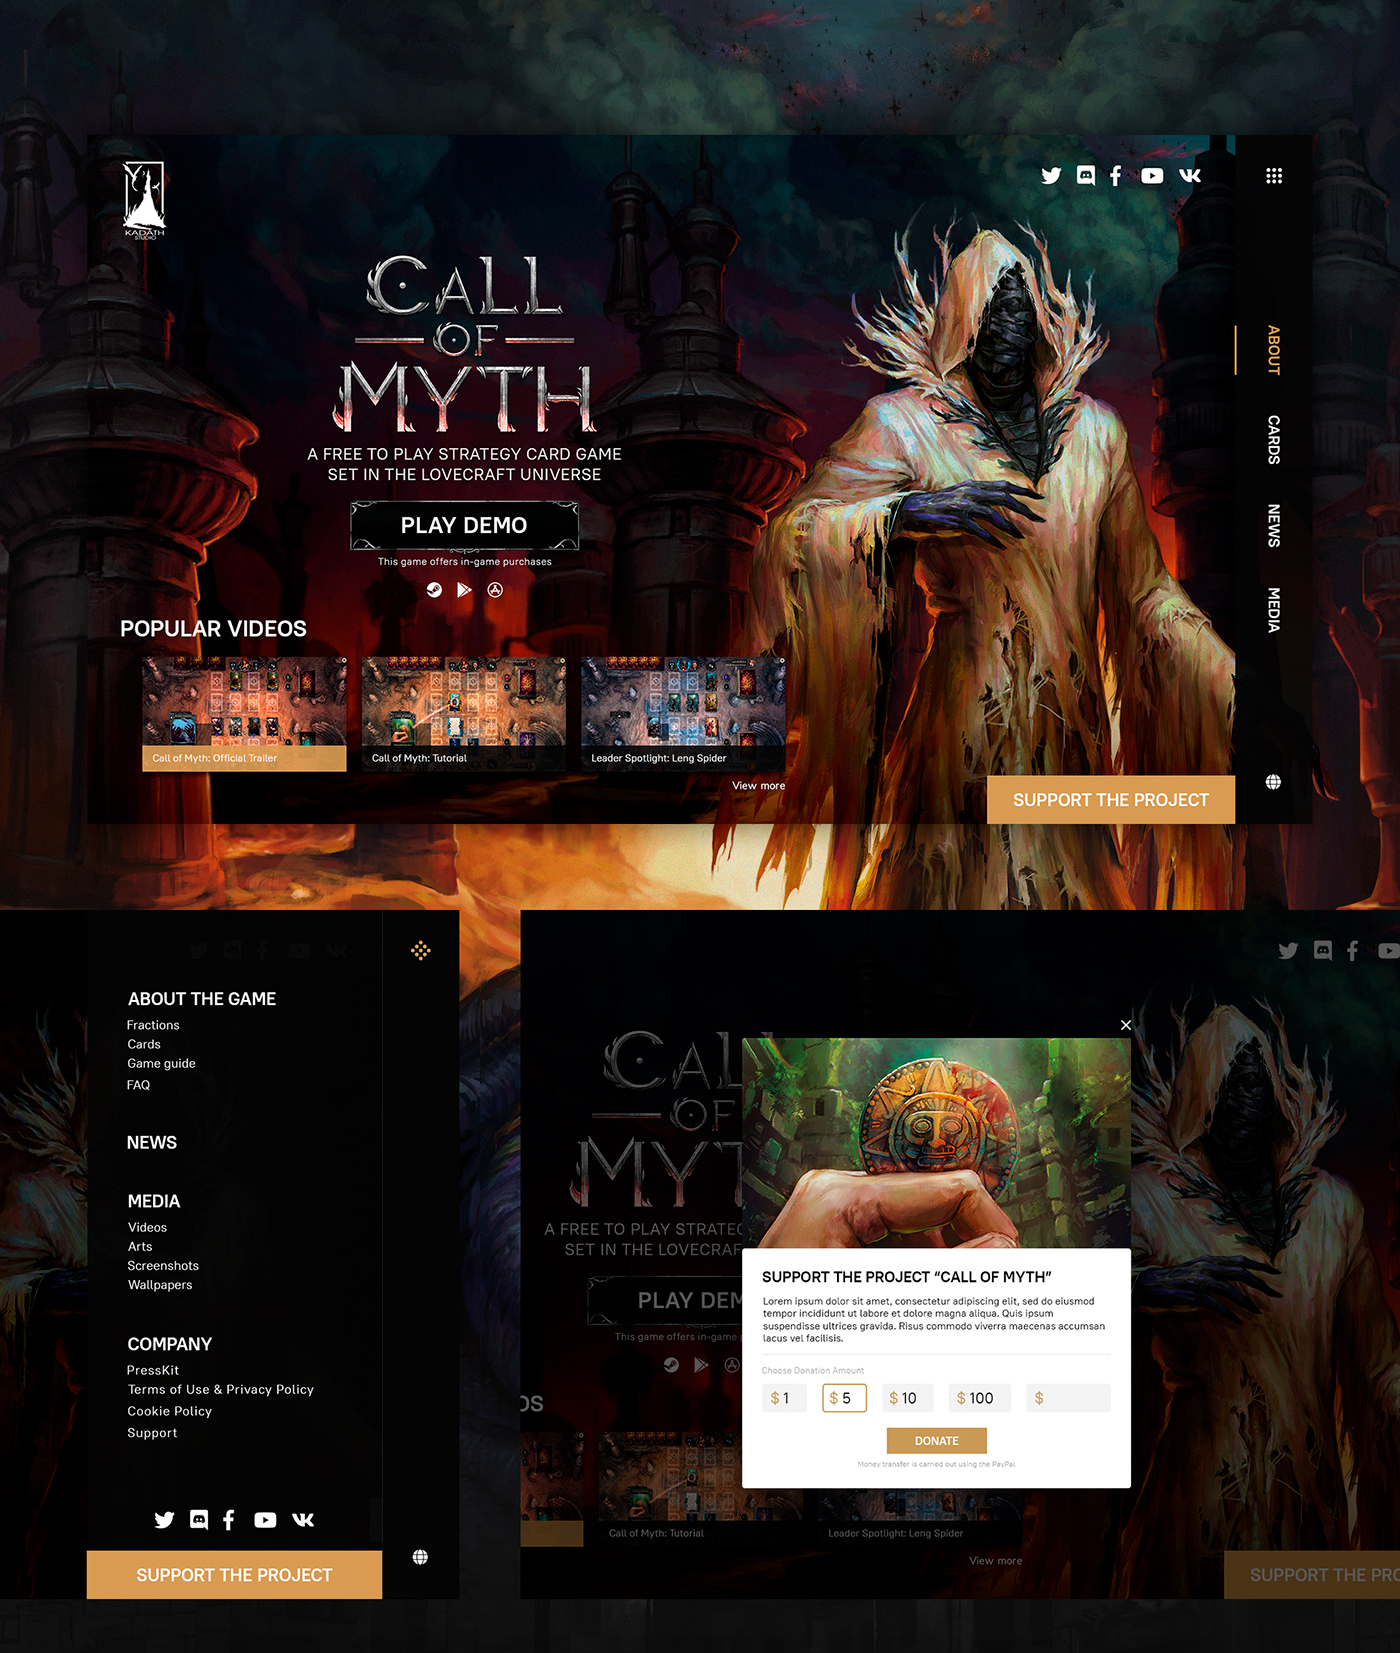 KADATH
STUDIO
CALL
OF
MYTH
A FREE TO PLAY STRATEGY CARD GAME
SET IN THE LOVECRAFT UNIVERSE
PLAY DEMO
This game offers in-game purchases
POPULAR VIDEOS
Call of Myth: Official Trailer
Call of Myth: Tutorial
Leader Spotlight: Leng Spider
View more
ABOUT
CARDS
NEWS
MEDIA
SUPPORT THE PROJECT
ABOUT THE GAME
Fractions
Cards
Game guide
FAQ
NEWS
MEDIA
Videos
Arts
Screenshots
Wallpapers
COMPANY
PressKit
Terms of Use & Privacy Policy
Cookie Policy
Support
SUPPORT THE PROJECT
CALL
OF
MYT
A FREE TO PLAY STRATEG
SET IN THE LOVECRAF
PLAY DEM
This game offers in-game p
OS
Call of Myth: Tutorial
Leader Spotlight: Leng Spider
View more
SUPPORT THE PRO
SUPPORT THE PROJECT “CALL OF MYTH”
Lorem ipsum dolor sit amet, consectetur adipiscing elit, sed do eiusmod
tempor incididunt ut labore et dolore magna aliqua. Quis ipsum
suspendisse ultrices gravida. Risus commodo viverra maecenas accumsan
lacus vel facilisis.
Choose Donation Amount
$ 1 $ 5 $ 10 $ 100 $
DONATE
Money transfer is carried out using the PayPal